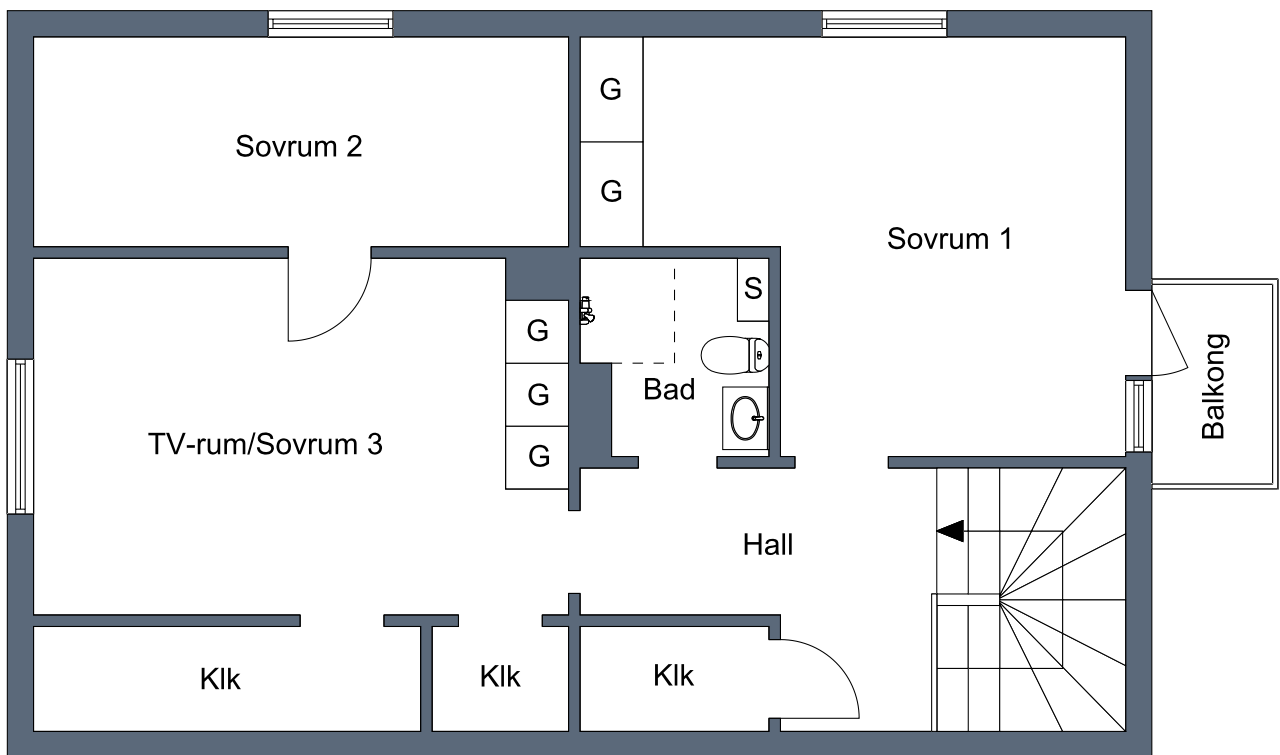 G
Sovrum 2
G
Sovrum 1
S
G
Balkong
Bad
G
TV-rum/Sovrum 3
G
Hall
Klk
Klk
Klk